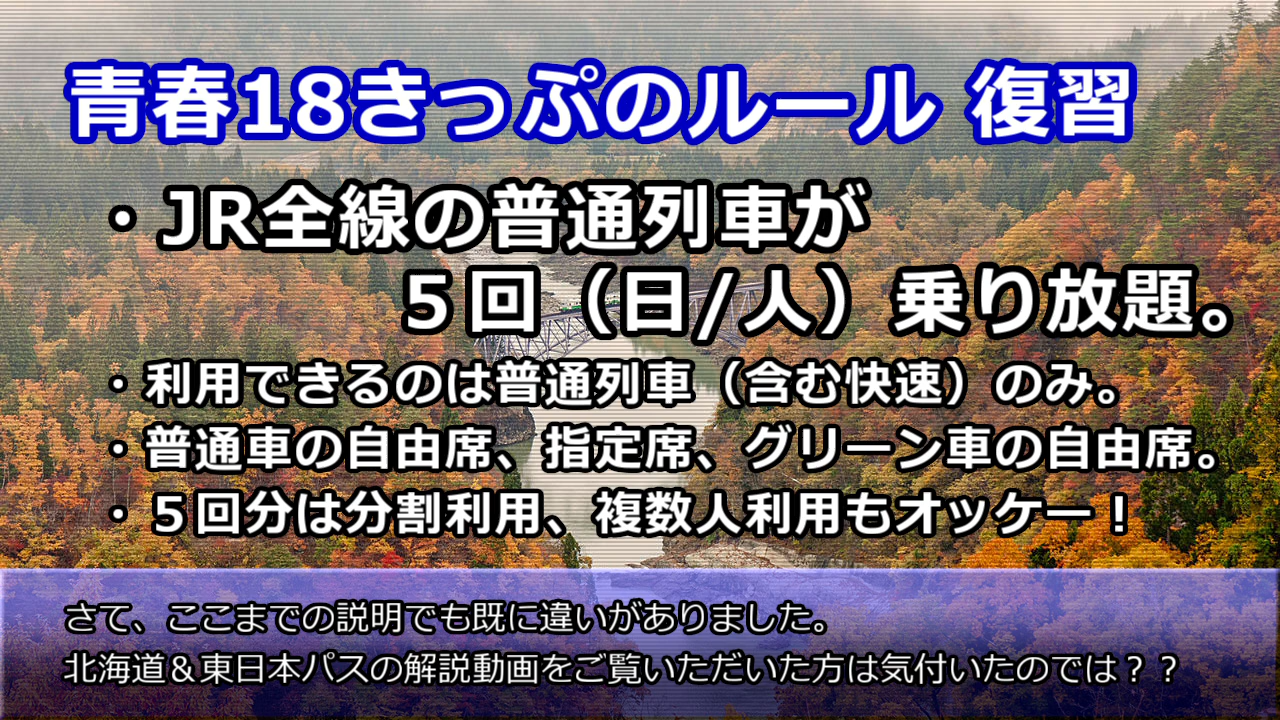 青春18きっぷのルール 復習
・JR全線の普通列車が
５回（日/人）乗り放題。
・利用できるのは普通列車（含む快速）のみ。
・普通車の自由席、指定席、グリーン車の自由席。
・５回分は分割利用、複数人利用もオッケー！
さて、ここまでの説明でも既に違いがありました。
北海道＆東日本パスの解説動画をご覧いただいた方は気付いたのでは？？